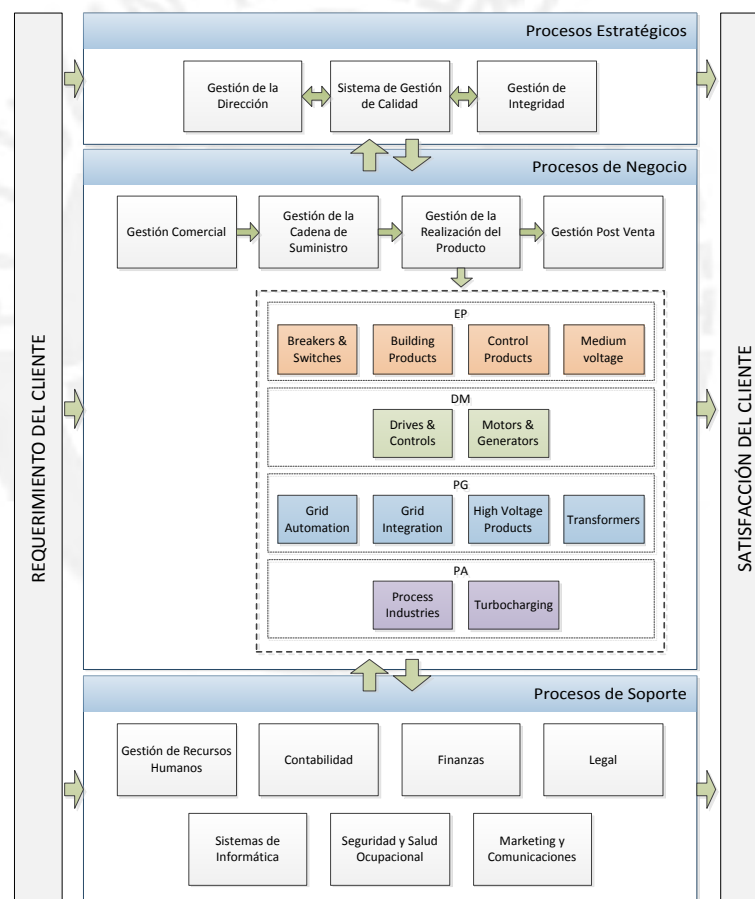 REQUERIMIENTO DEL CLIENTE
Procesos Estratégicos
Gestión de la
Dirección
Sistema de Gestión
de Calidad
Gestión de
Integridad
Procesos de Negocio
Gestión Comercial
Gestión de la
Cadena de
Suministro
Gestión de la
Realización del
Producto
Gestión Post Venta
EP
Breakers &
Switches
Building
Products
Control
Products
Medium
voltage
DM
Drives &
Controls
Motors &
Generators
PG
Grid
Automation
Grid
Integration
High Voltage
Products
Transformers
PA
Process
Industries
Turbocharging
Procesos de Soporte
Gestión de Recursos
Humanos
Contabilidad
Finanzas
Legal
Sistemas de
Informática
Seguridad y Salud
Ocupacional
Marketing y
Comunicaciones
SATISFACCIÓN DEL CLIENTE